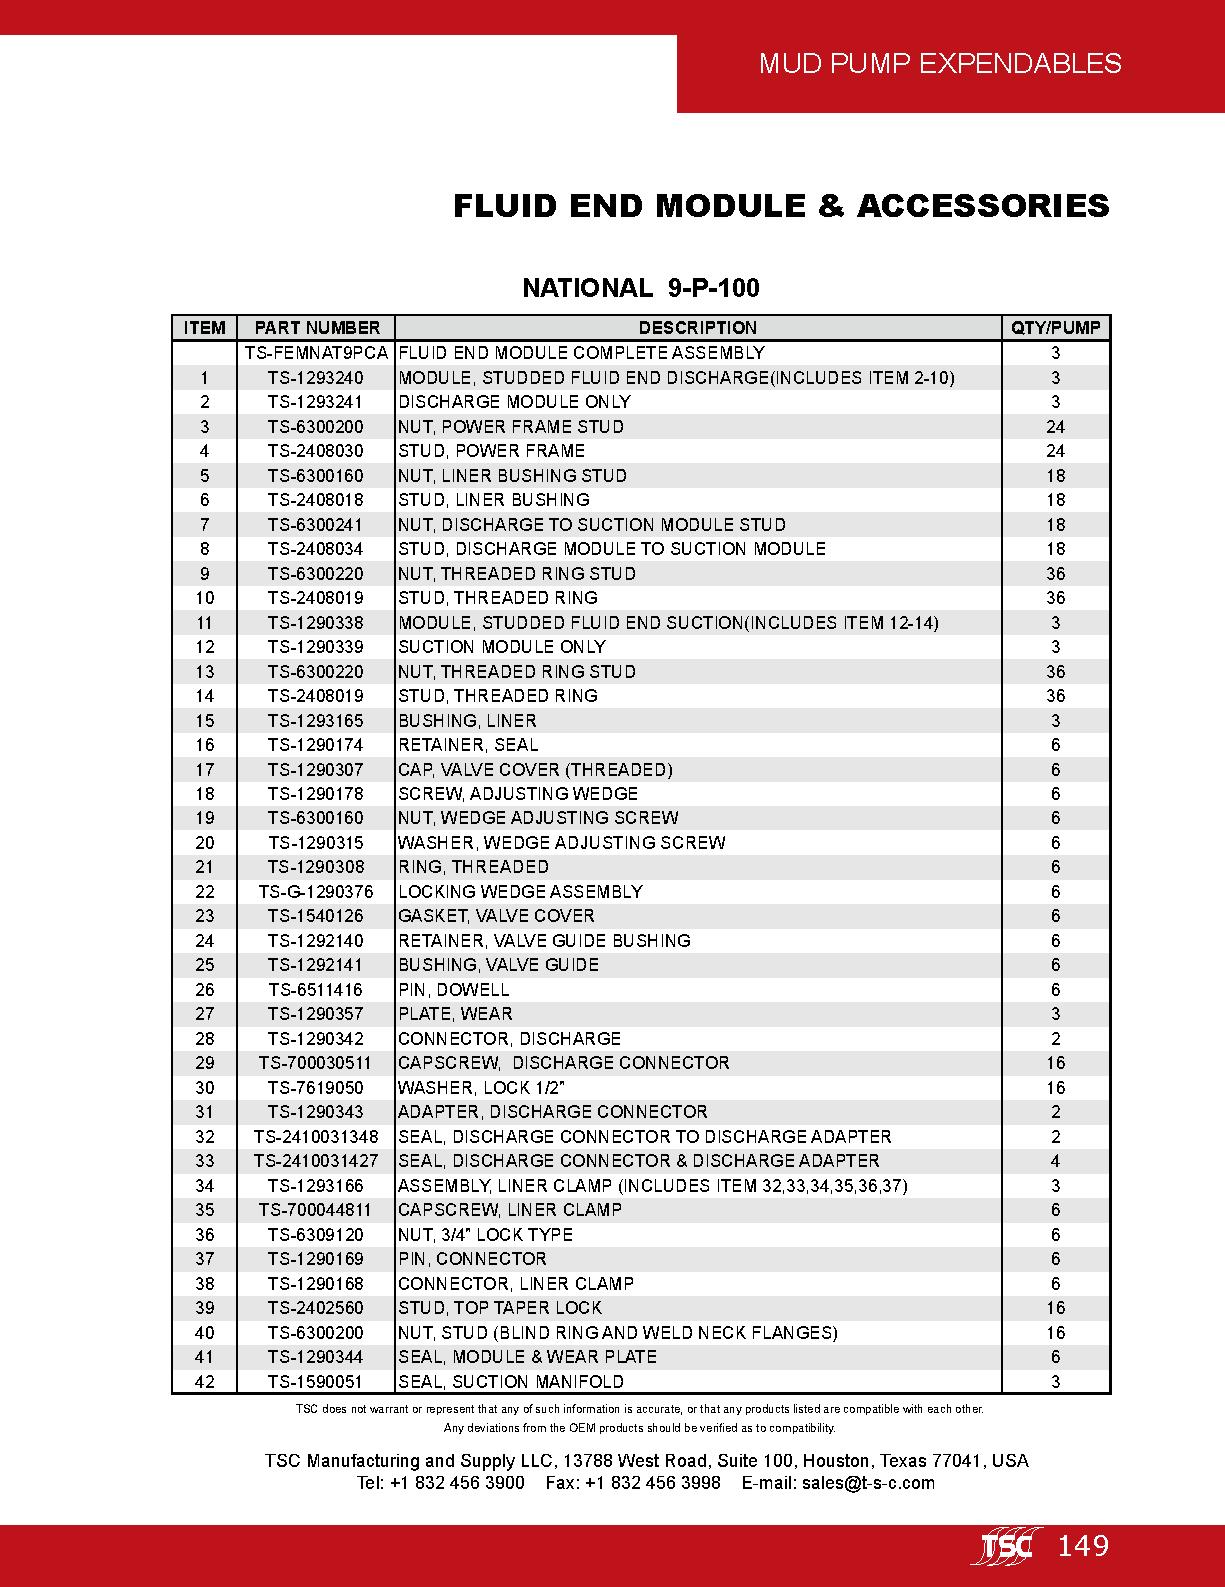 MUD PUMP EXPENDABLES
FLUID END MODULE & ACCESSORIES
NATIONAL 9-P-100
ITEM PART NUMBER DESCRIPTION QTY/PUMP
TS-FEMNAT9PCA FLUID END MODULE COMPLETE ASSEMBLY 3
1 TS-1293240 MODULE, STUDDED FLUID END DISCHARGE(INCLUDES ITEM 2-10) 3
2 TS-1293241 DISCHARGE MODULE ONLY 3
3 TS-6300200 NUT, POWER FRAME STUD 24
4 TS-2408030 STUD, POWER FRAME 24
5 TS-6300160 NUT, LINER BUSHING STUD 18
6 TS-2408018 STUD, LINER BUSHING 18
7 TS-6300241 NUT, DISCHARGE TO SUCTION MODULE STUD 18
8 TS-2408034 STUD, DISCHARGE MODULE TO SUCTION MODULE 18
9 TS-6300220 NUT, THREADED RING STUD 36
10 TS-2408019 STUD, THREADED RING 36
11 TS-1290338 MODULE, STUDDED FLUID END SUCTION(INCLUDES ITEM 12-14) 3
12 TS-1290339 SUCTION MODULE ONLY 3
13 TS-6300220 NUT, THREADED RING STUD 36
14 TS-2408019 STUD, THREADED RING 36
15 TS-1293165 BUSHING, LINER 3
16 TS-1290174 RETAINER, SEAL 6
17 TS-1290307 CAP, VALVE COVER (THREADED) 6
18 TS-1290178 SCREW, ADJUSTING WEDGE 6
19 TS-6300160 NUT, WEDGE ADJUSTING SCREW 6
20 TS-1290315 WASHER, WEDGE ADJUSTING SCREW 6
21 TS-1290308 RING, THREADED 6
22 TS-G-1290376 LOCKING WEDGE ASSEMBLY 6
23 TS-1540126 GASKET, VALVE COVER 6
24 TS-1292140 RETAINER, VALVE GUIDE BUSHING 6
25 TS-1292141 BUSHING, VALVE GUIDE 6
26 TS-6511416 PIN, DOWELL 6
27 TS-1290357 PLATE, WEAR 3
28 TS-1290342 CONNECTOR, DISCHARGE 2
29 TS-700030511 CAPSCREW, DISCHARGE CONNECTOR 16
30 TS-7619050 WASHER, LOCK 1/2" 16
31 TS-1290343 ADAPTER, DISCHARGE CONNECTOR 2
32 TS-2410031348 SEAL, DISCHARGE CONNECTOR TO DISCHARGE ADAPTER 2
33 TS-2410031427 SEAL, DISCHARGE CONNECTOR & DISCHARGE ADAPTER 4
34 TS-1293166 ASSEMBLY, LINER CLAMP (INCLUDES ITEM 32,33,34,35,36,37) 3
35 TS-700044811 CAPSCREW, LINER CLAMP 6
36 TS-6309120 NUT, 3/4" LOCK TYPE 6
37 TS-1290169 PIN, CONNECTOR 6
38 TS-1290168 CONNECTOR, LINER CLAMP 6
39 TS-2402560 STUD, TOP TAPER LOCK 16
40 TS-6300200 NUT, STUD (BLIND RING AND WELD NECK FLANGES) 16
41 TS-1290344 SEAL, MODULE & WEAR PLATE 6
42 TS-1590051 SEAL, SUCTION MANIFOLD 3
TSC does not warrant or represent that any of such information is accurate, or that any products listed are compatible with each other.
Any deviations from the OEM products should be verified as to compatibility.
TSC Manufacturing and Supply LLC, 13788 West Road, Suite 100, Houston, Texas 77041, USA
Tel: +1 832 456 3900 Fax: +1 832 456 3998 E-mail: sales@t-s-c.com
TSC 149